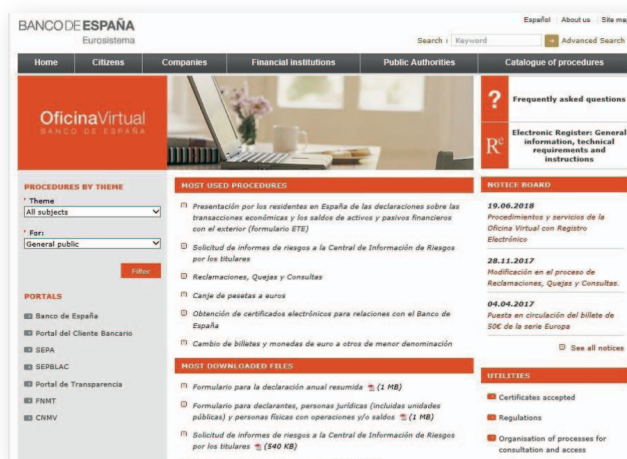 BANCO DE ESPAÑA
Eurosistema
Español About us Site ma
Search : Keyword Advanced Search
Home Citizens Companies Financial institutions Public Authorities Catalogue of procedures
OficinaVirtual
BANCO DE ESPAÑA
? Frequently asked questions
Re Electronic Register: General
information, technical
requirements and
instructions
PROCEDURES BY THEME
* Theme
All subjects
* For:
General public
Filter
PORTALS
Banco de España
Portal del Cliente Bancario
SEPA
SEPBLAC
Portal de Transparencia
FNMT
CNMV
MOST USED PROCEDURES
Presentación por los residentes en España de las declaraciones sobre las
transacciones económicas y los saldos de activos y pasivos financieros
con el exterior (formulario ETE)
Solicitud de informes de riesgos a la Central de Información de Riesgos
por los titulares
Reclamaciones, Quejas y Consultas
Canje de pesetas a euros
Obtención de certificados electrónicos para relaciones con el Banco de
España
Cambio de billetes y monedas de euro a otros de menor denominación
MOST DOWNLOADED FILES
Formulario para la declaración anual resumida (1 MB)
Formulario para declarantes, personas jurídicas (incluidas unidades
públicas) y personas físicas con operaciones y/o saldos (1 MB)
Solicitud de informes de riesgos a la Central de Información de Riesgos
por los titulares (540 KB)
NOTICE BOARD
19.06.2018
Procedimientos y servicios de la
Oficina Virtual con Registro
Electrónico
28.11.2017
Modificación en el proceso de
Reclamaciones, Quejas y Consultas.
04.04.2017
Puesta en circulación del billete de
50€ de la serie Europa
See all notices
UTILITIES
Certificates accepted
Regulations
Organisation of processes for
consultation and access